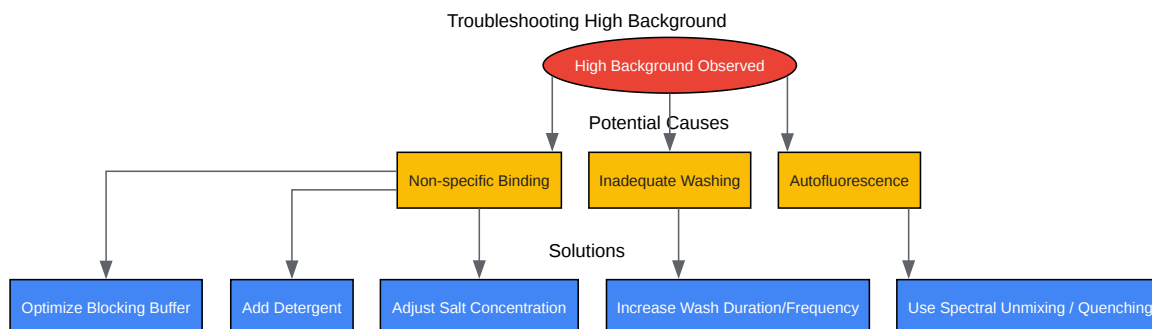 Troubleshooting High Background
High Background Observed
Potential Causes
Non-specific Binding
Inadequate Washing
Autofluorescence
Solutions
Optimize Blocking Buffer
Add Detergent
Adjust Salt Concentration
Increase Wash Duration/Frequency
Use Spectral Unmixing / Quenching